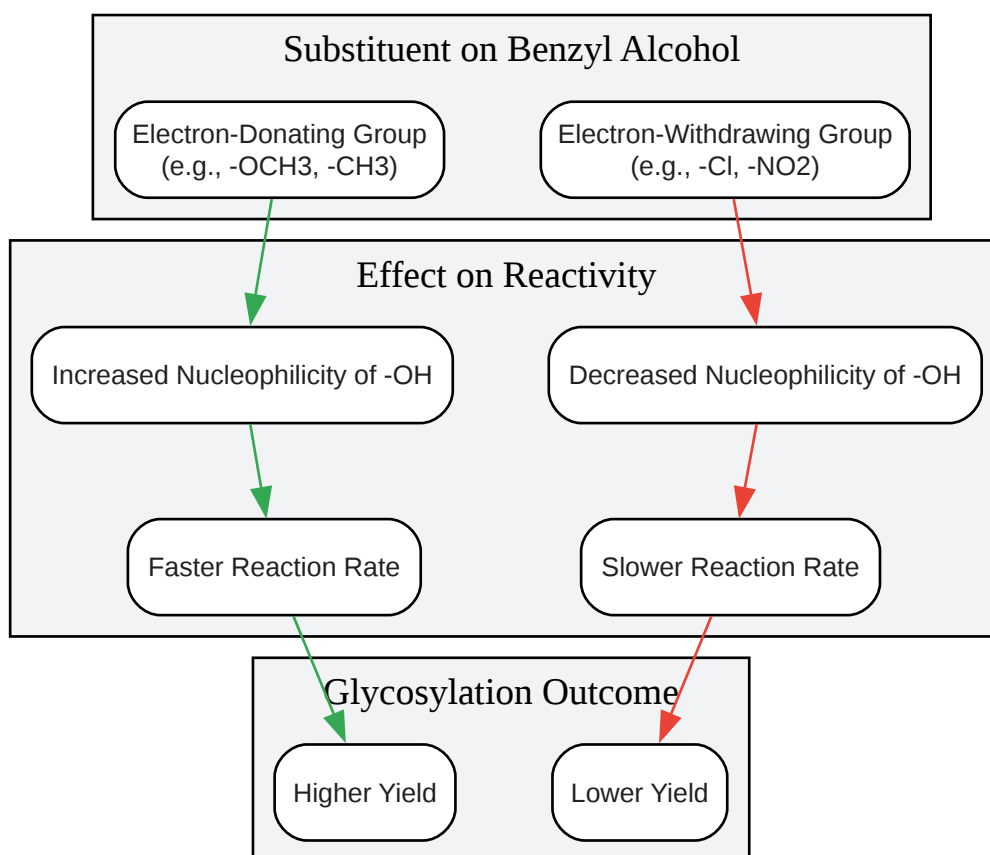 Substituent on Benzyl Alcohol
Electron-Donating Group
(e.g., -OCH3, -CH3)
Electron-Withdrawing Group
(e.g., -Cl, -NO2)
Effect on Reactivity
Increased Nucleophilicity of -OH
Decreased Nucleophilicity of -OH
Faster Reaction Rate
Slower Reaction Rate
Glycosylation Outcome
Higher Yield
Lower Yield